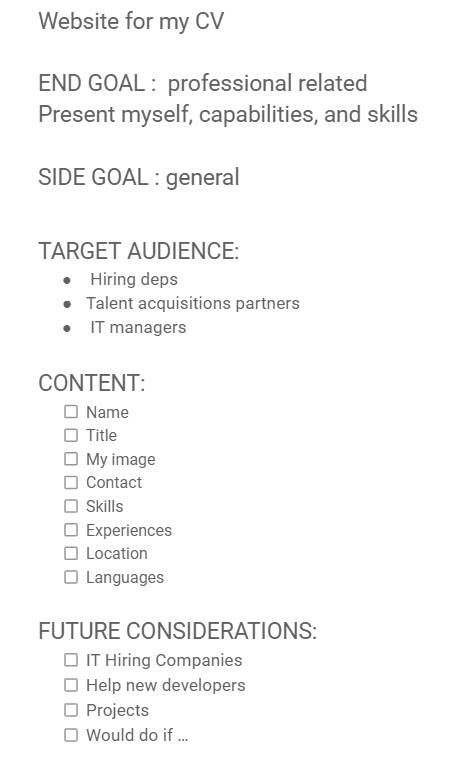 Website for my CV
END GOAL : professional related
Present myself, capabilities, and skills
SIDE GOAL : general
TARGET AUDIENCE:
● Hiring deps
● Talent acquisitions partners
● IT managers
CONTENT:
☐ Name
☐ Title
☐ My image
☐ Contact
☐ Skills
☐ Experiences
☐ Location
☐ Languages
FUTURE CONSIDERATIONS:
☐ IT Hiring Companies
☐ Help new developers
☐ Projects
☐ Would do if ...